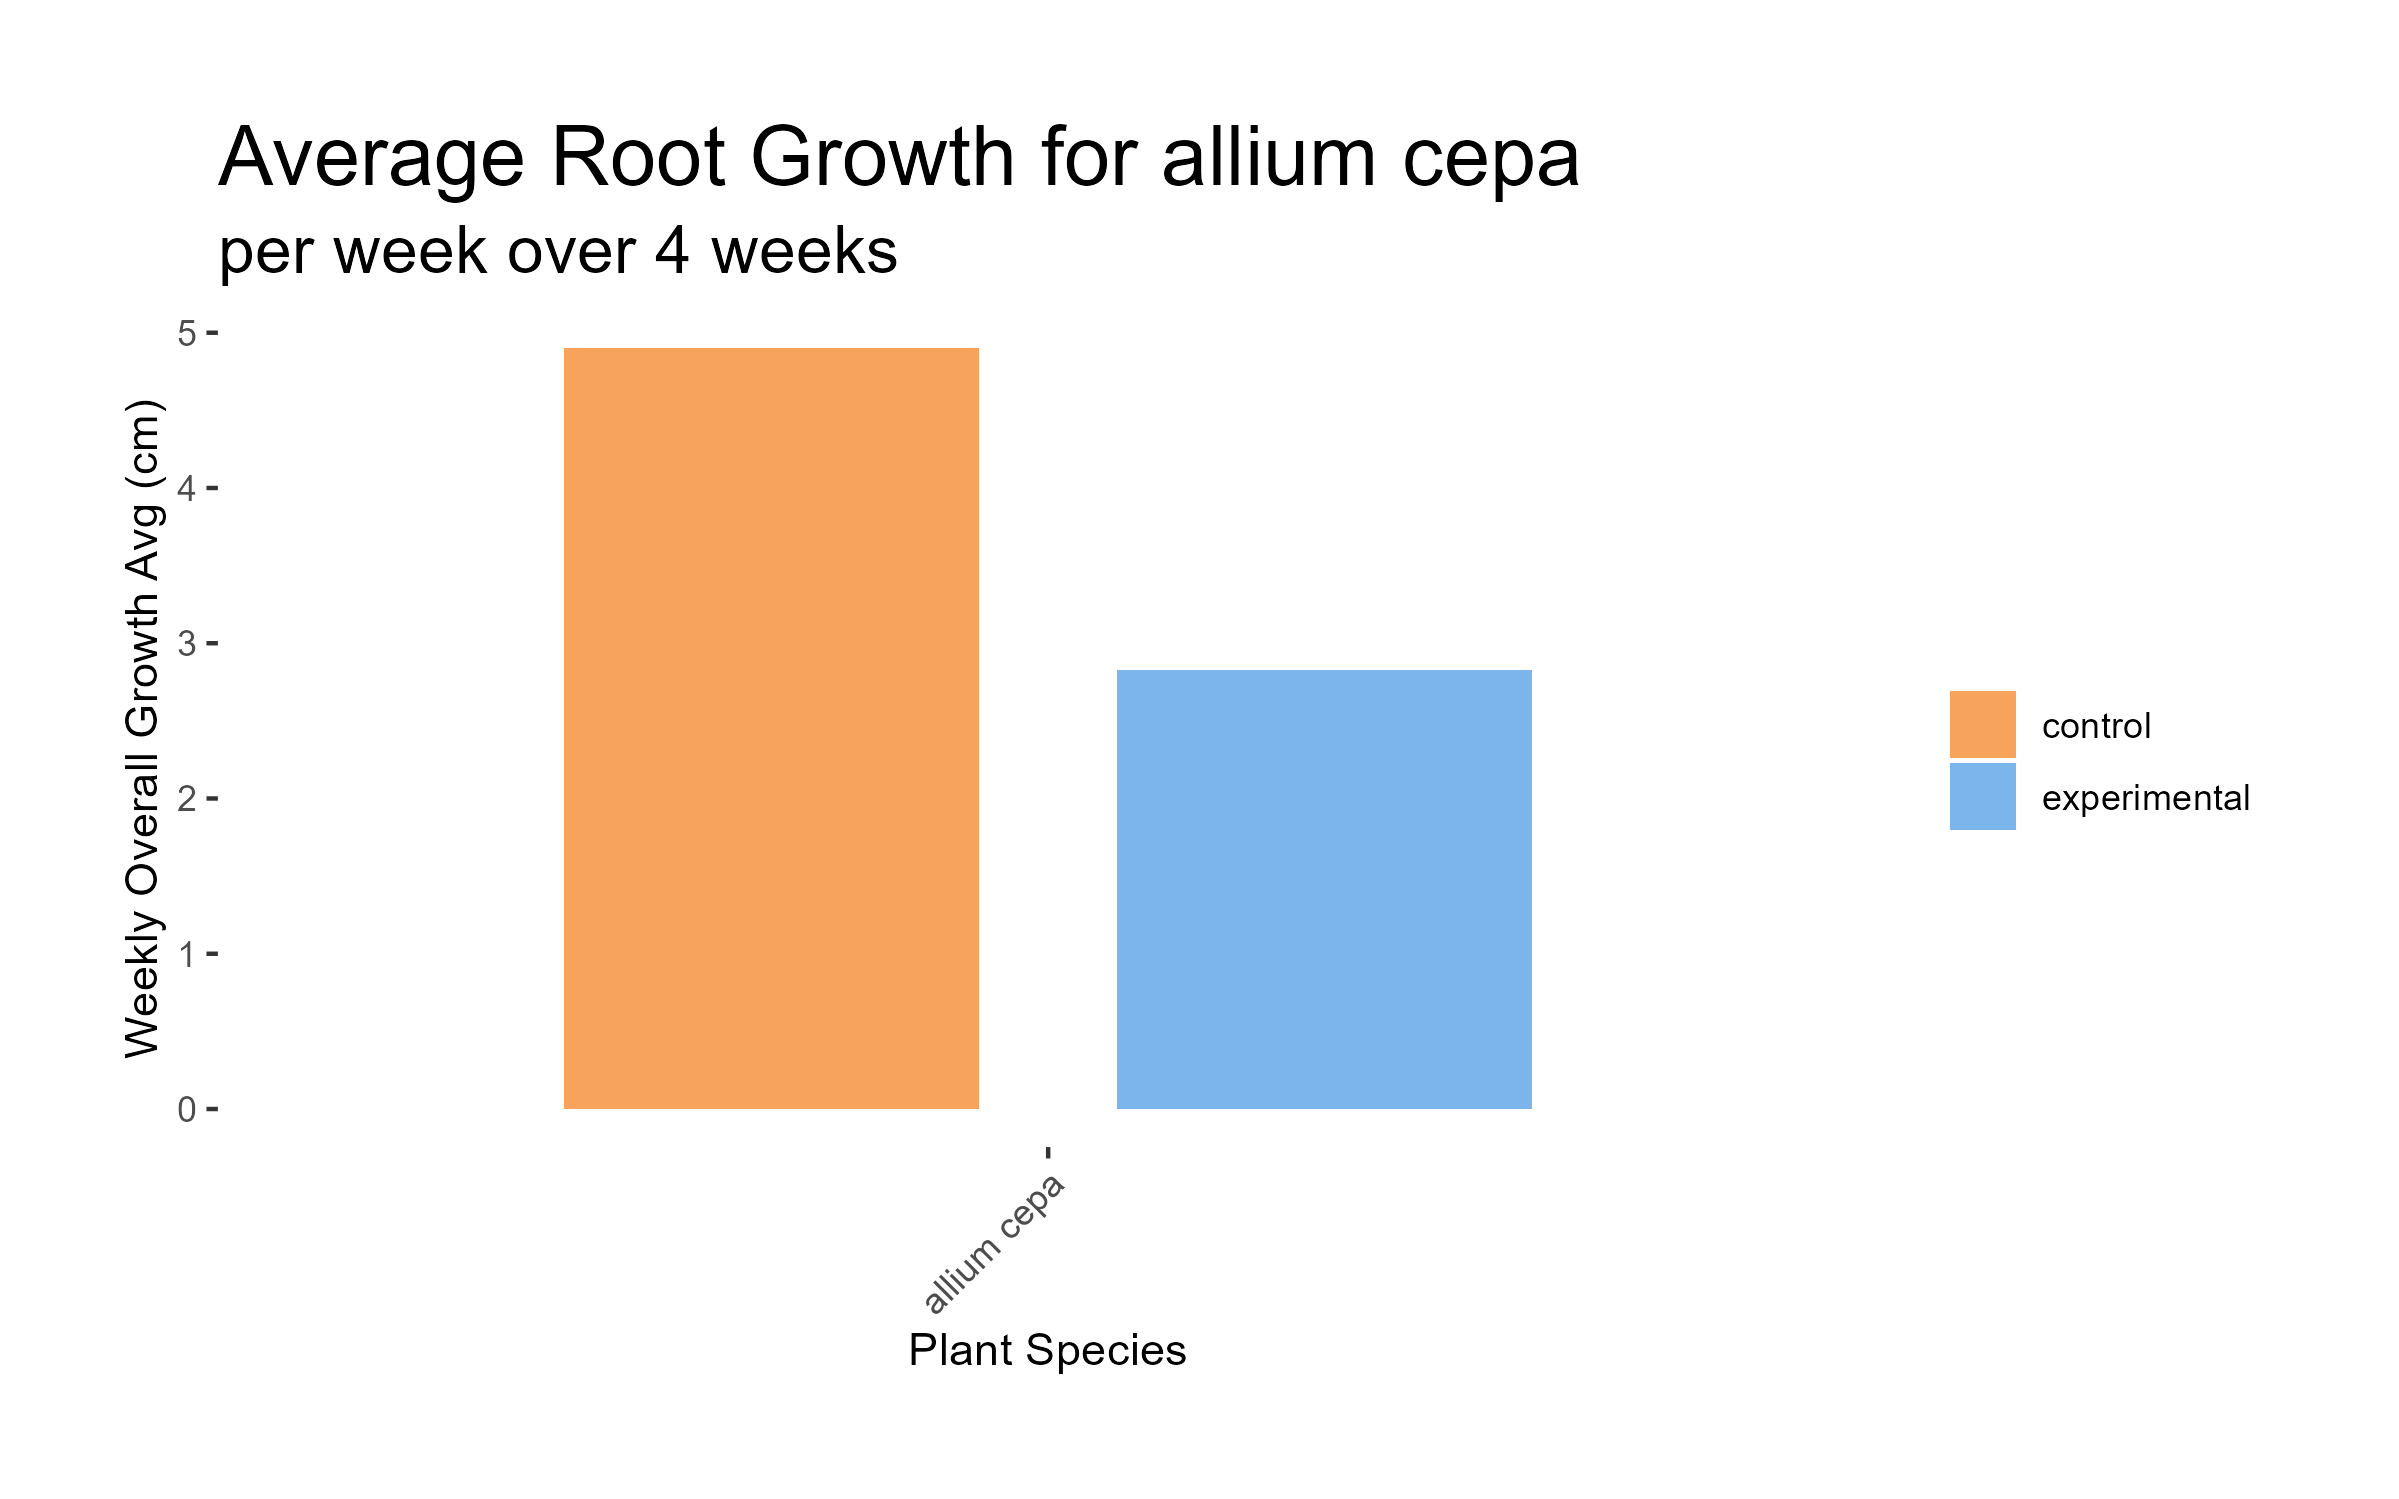 Average Root Growth for allium cepa
per week over 4 weeks
Weekly Overall Growth Avg (cm)
5
4
3
2
1
0
allium cepa
Plant Species
control
experimental